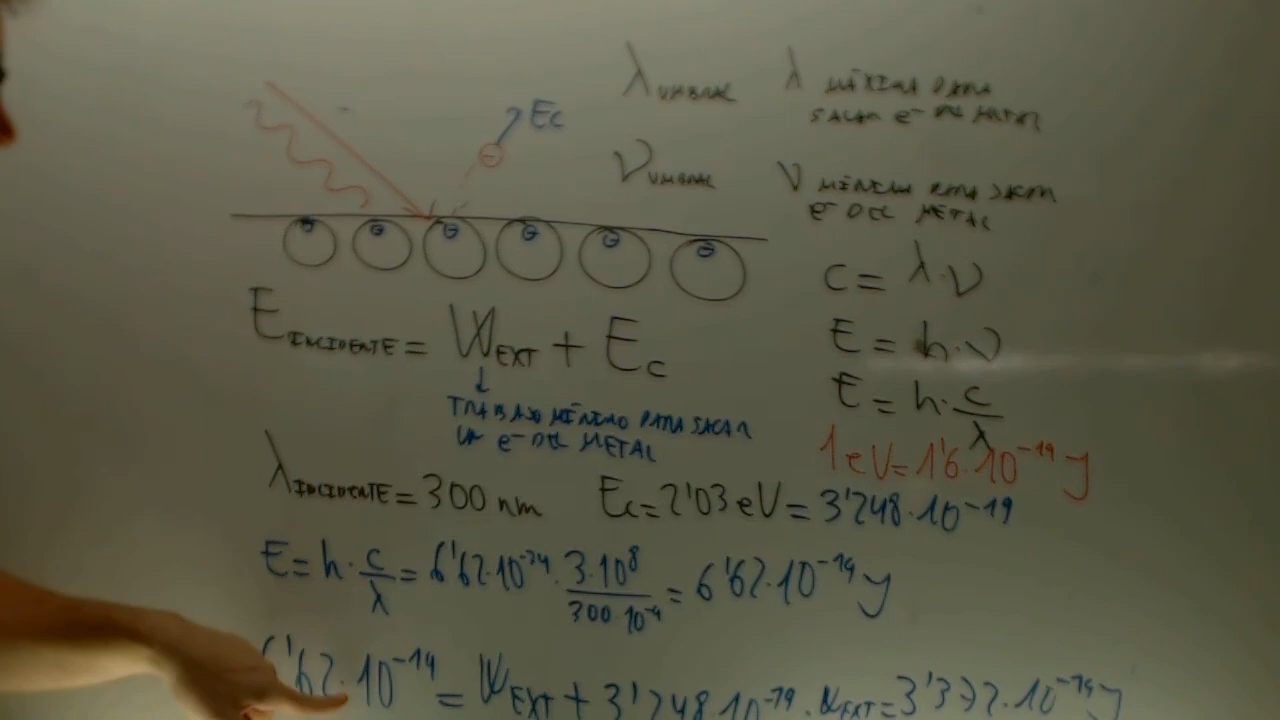 λ UMBRAL λ MÁXIMA PARA
SACAR e⁻ DEL METAL
Ec
ν UMBRAL ν MÍNIMA PARA SACAR
e⁻ DEL METAL
c = λ·ν
E INCIDENTE = W EXT + Ec
E = h·ν
E = h·c/λ
TRABAJO MÍNIMO PARA SACAR
UN e⁻ DEL METAL
1 eV = 1'6·10⁻¹⁹ J
λ INCIDENTE = 300 nm Ec = 2'03 eV = 3'248·10⁻¹⁹
E = h·c/λ = 6'62·10⁻³⁴·3·10⁸/300·10⁻⁹ = 6'62·10⁻¹⁹ J
6'62·10⁻¹⁹ = W EXT + 3'248·10⁻¹⁹. W EXT = 3'372·10⁻¹⁹ J